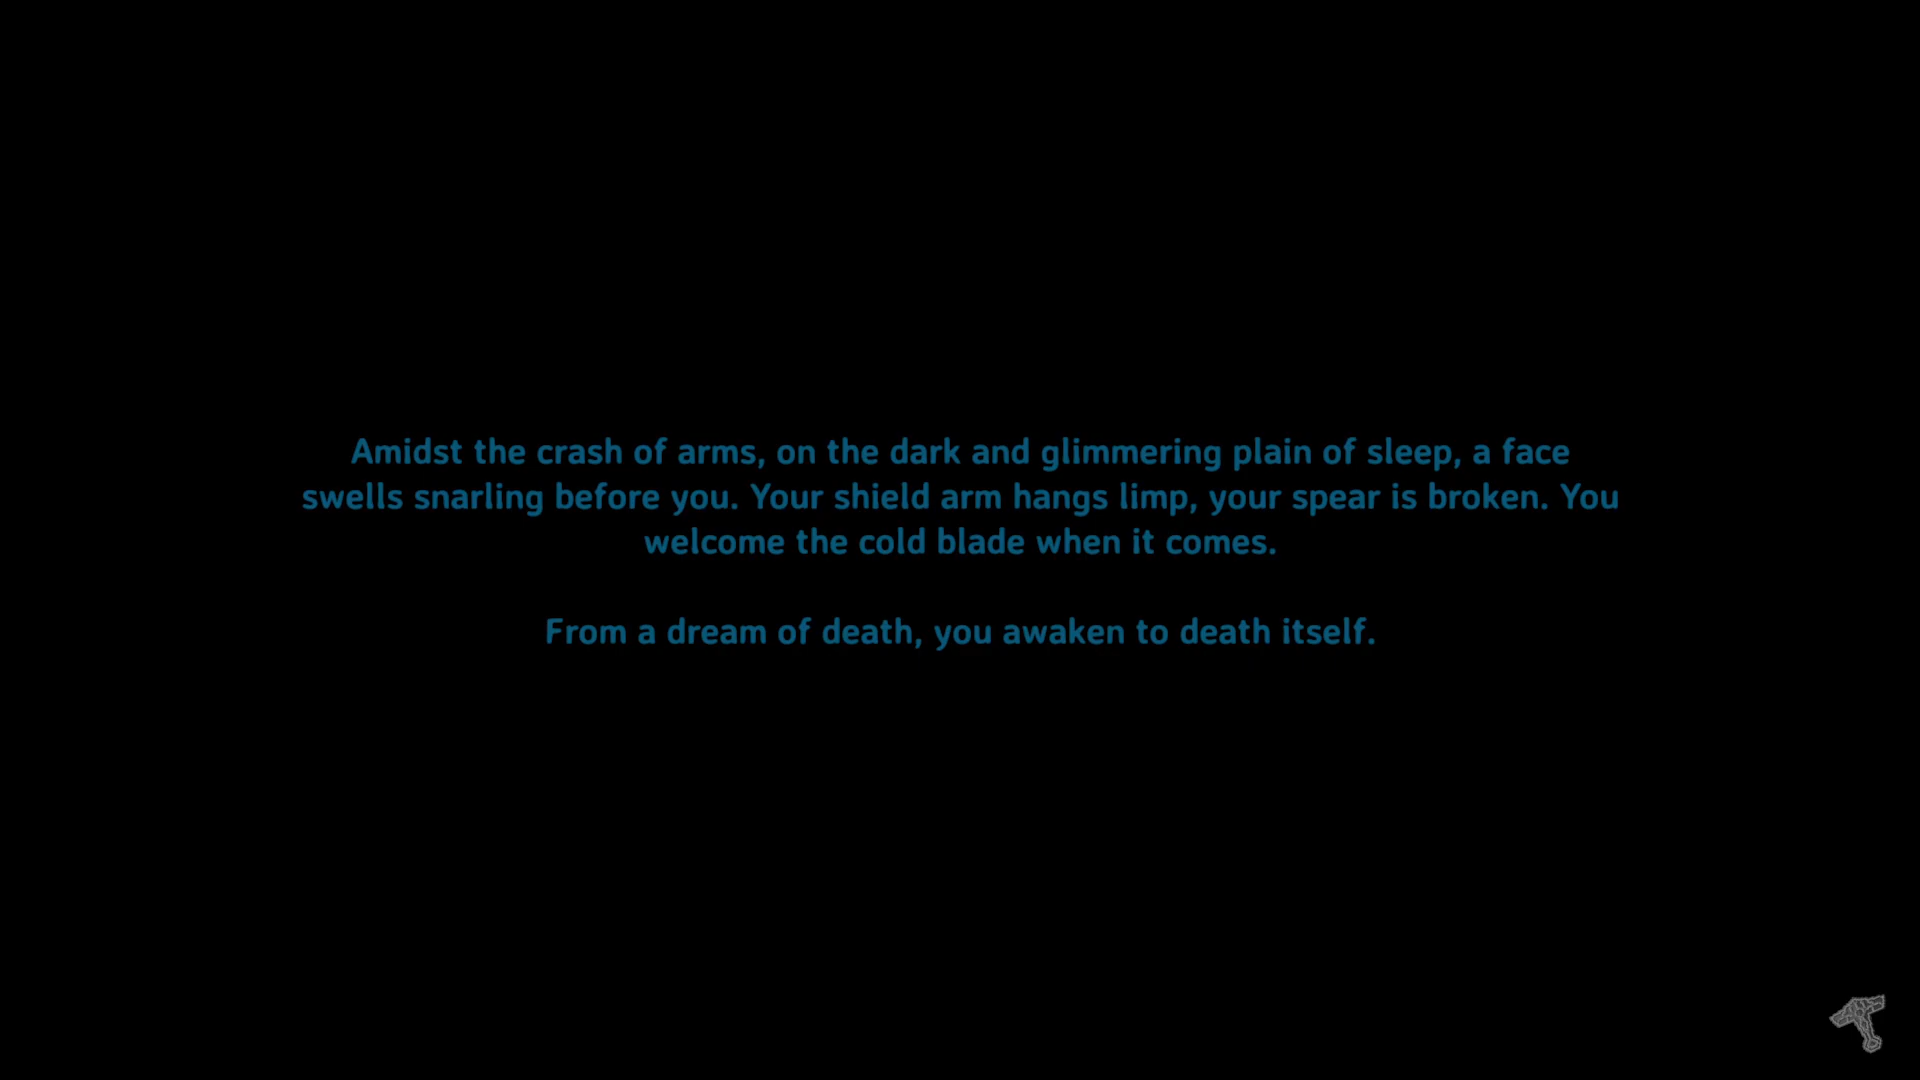 Amidst the crash of arms, on the dark and glimmering plain of sleep, a face
swells snarling before you. Your shield arm hangs limp, your spear is broken. You
welcome the cold blade when it comes.
From a dream of death, you awaken to death itself.